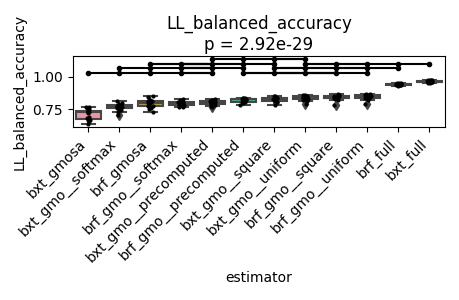 LL_balanced_accuracy
p = 2.92e-29
LL_balanced_accuracy
1.00
0.75
bxt_gmosa
bxt_gmo__softmax
brf_gmosa
brf_gmo__softmax
bxt_gmo__precomputed
brf_gmo__precomputed
bxt_gmo__square
bxt_gmo__uniform
brf_gmo__square
brf_gmo__uniform
brf_full
bxt_full
estimator